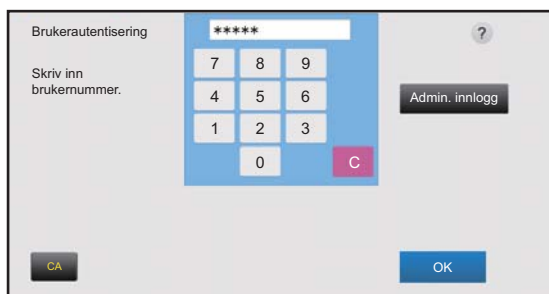 Brukerautentisering
*****
?
Skriv inn
brukernummer.
7 8 9
4 5 6
1 2 3
0 C
Admin. innlogg
CA
OK